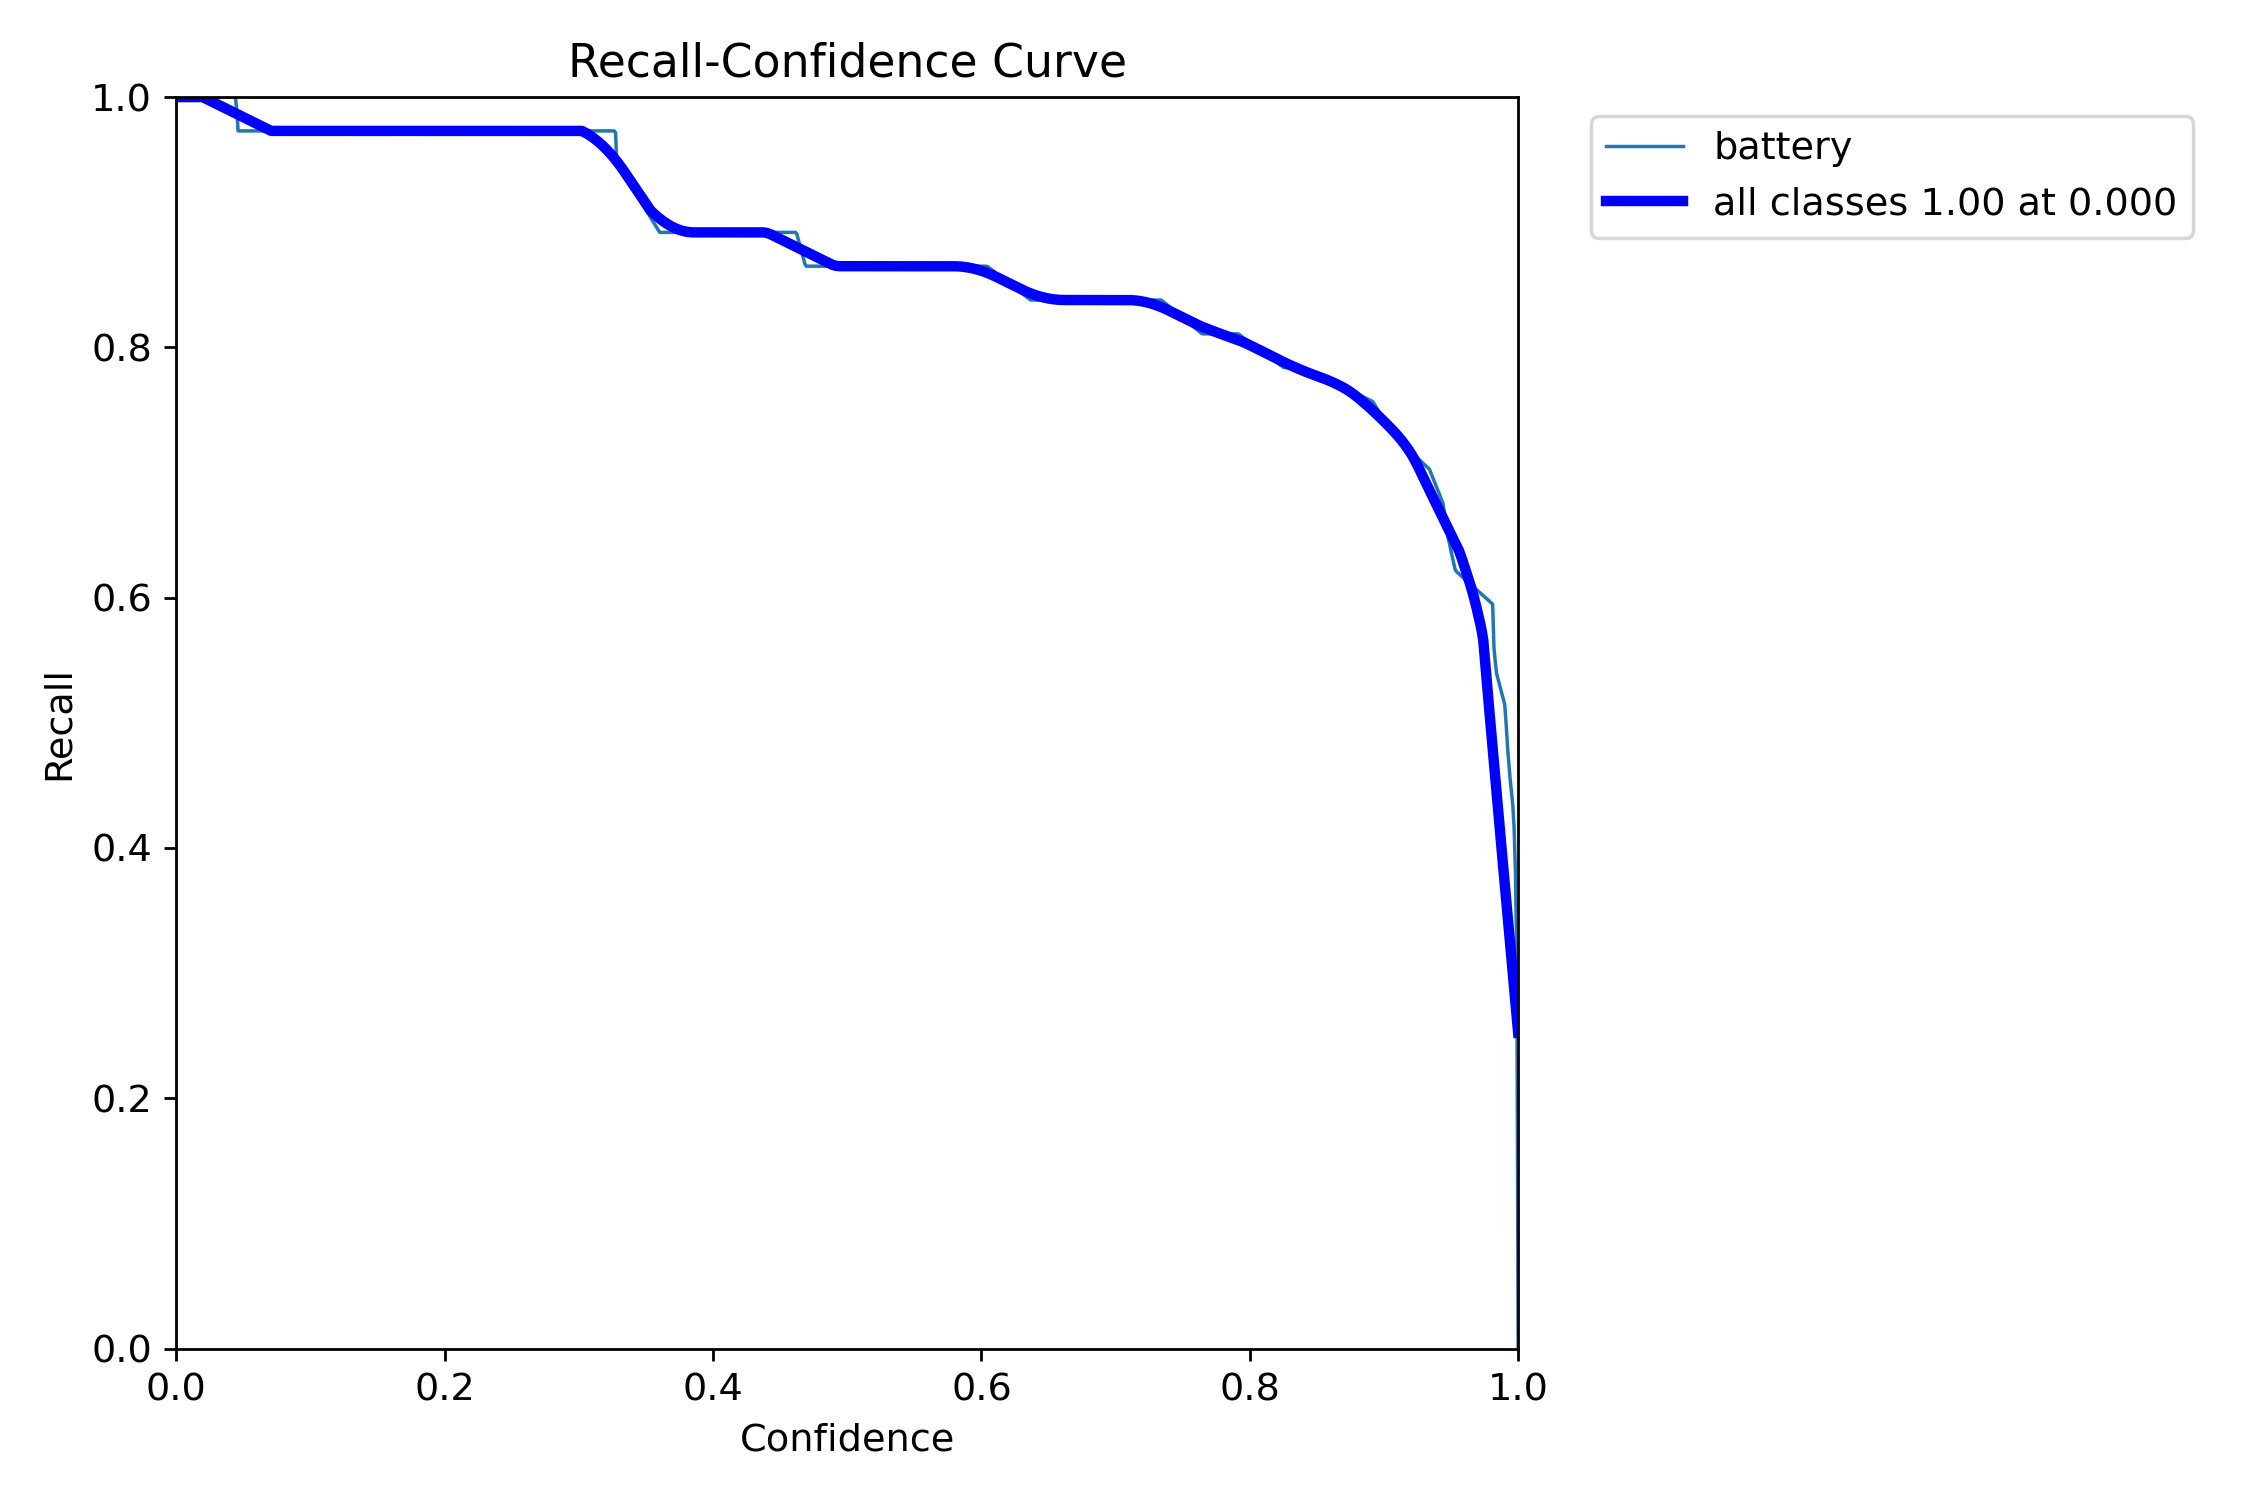 Recall-Confidence Curve
battery
all classes 1.00 at 0.000
1.0
0.8
0.6
0.4
0.2
0.0
Recall
0.0 0.2 0.4 0.6 0.8 1.0
Confidence